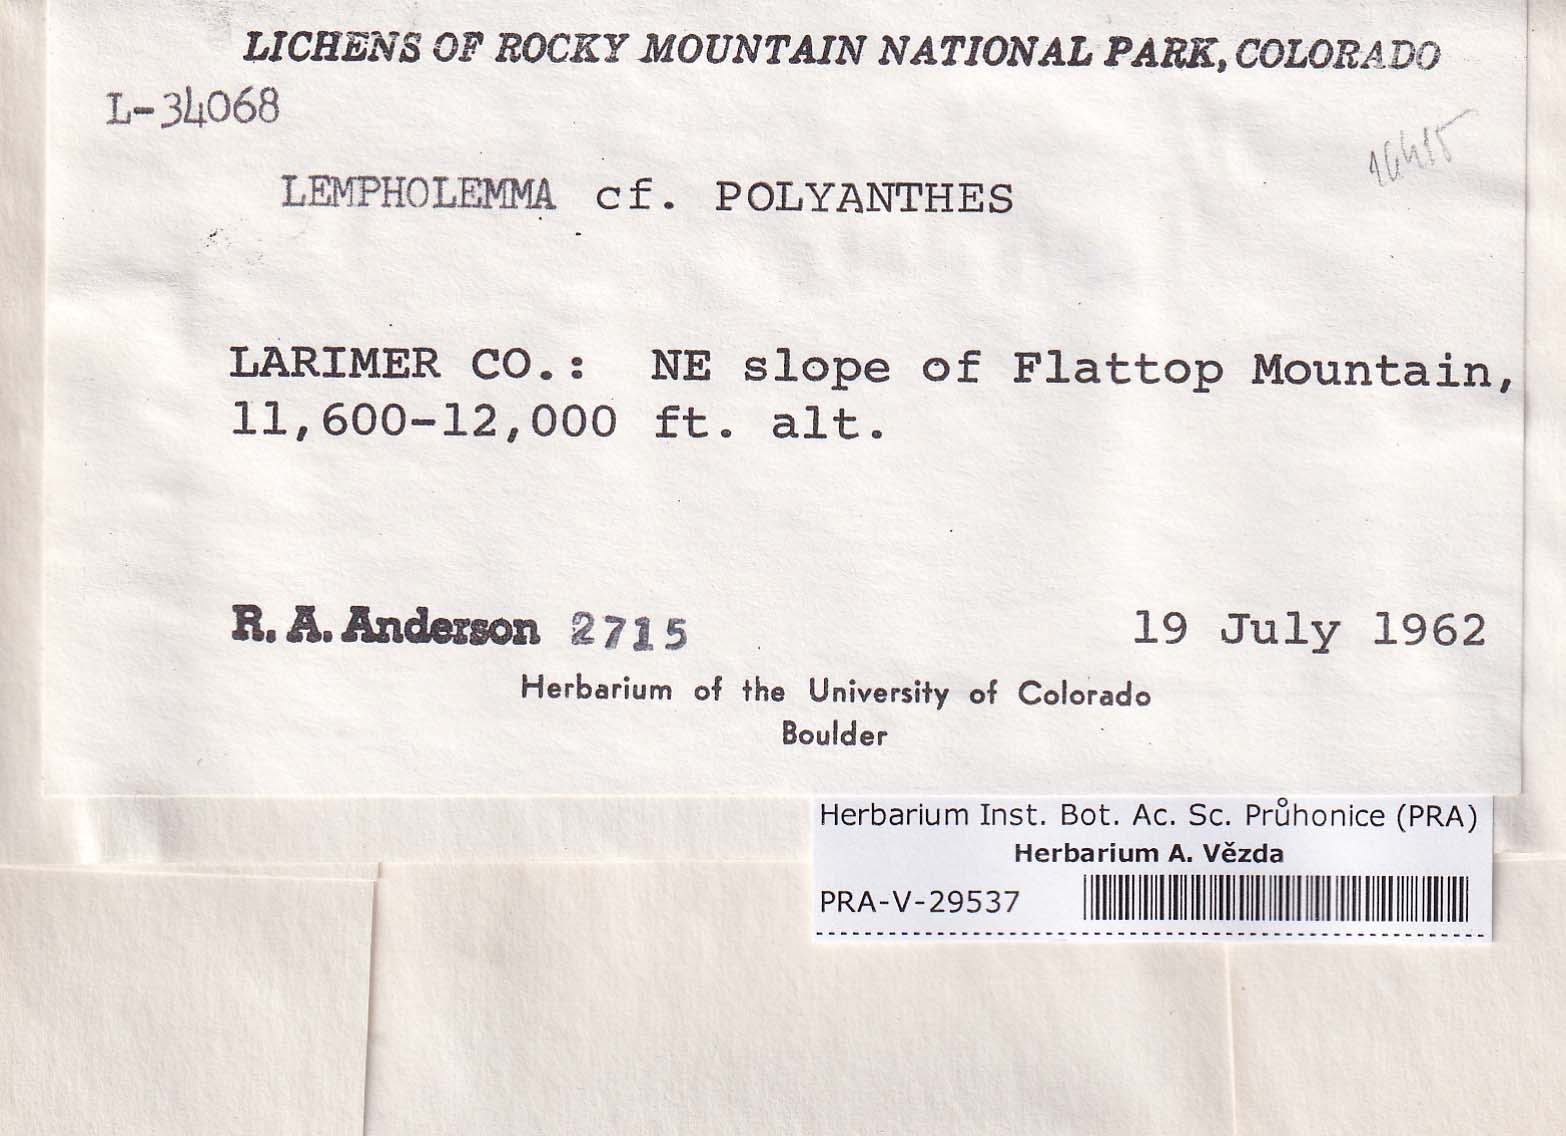 LICHENS OF ROCKY MOUNTAIN NATIONAL PARK, COLORADO
L-34068
LEMPHOLEMMA cf. POLYANTHES
LARIMER CO.: NE slope of Flattop Mountain,
11,600-12,000 ft. alt.
R. A. Anderson 2715 19 July 1962
Herbarium of the University of Colorado
Boulder
Herbarium Inst. Bot. Ac. Sc. Průhonice (PRA)
Herbarium A. Vězda
PRA-V-29537